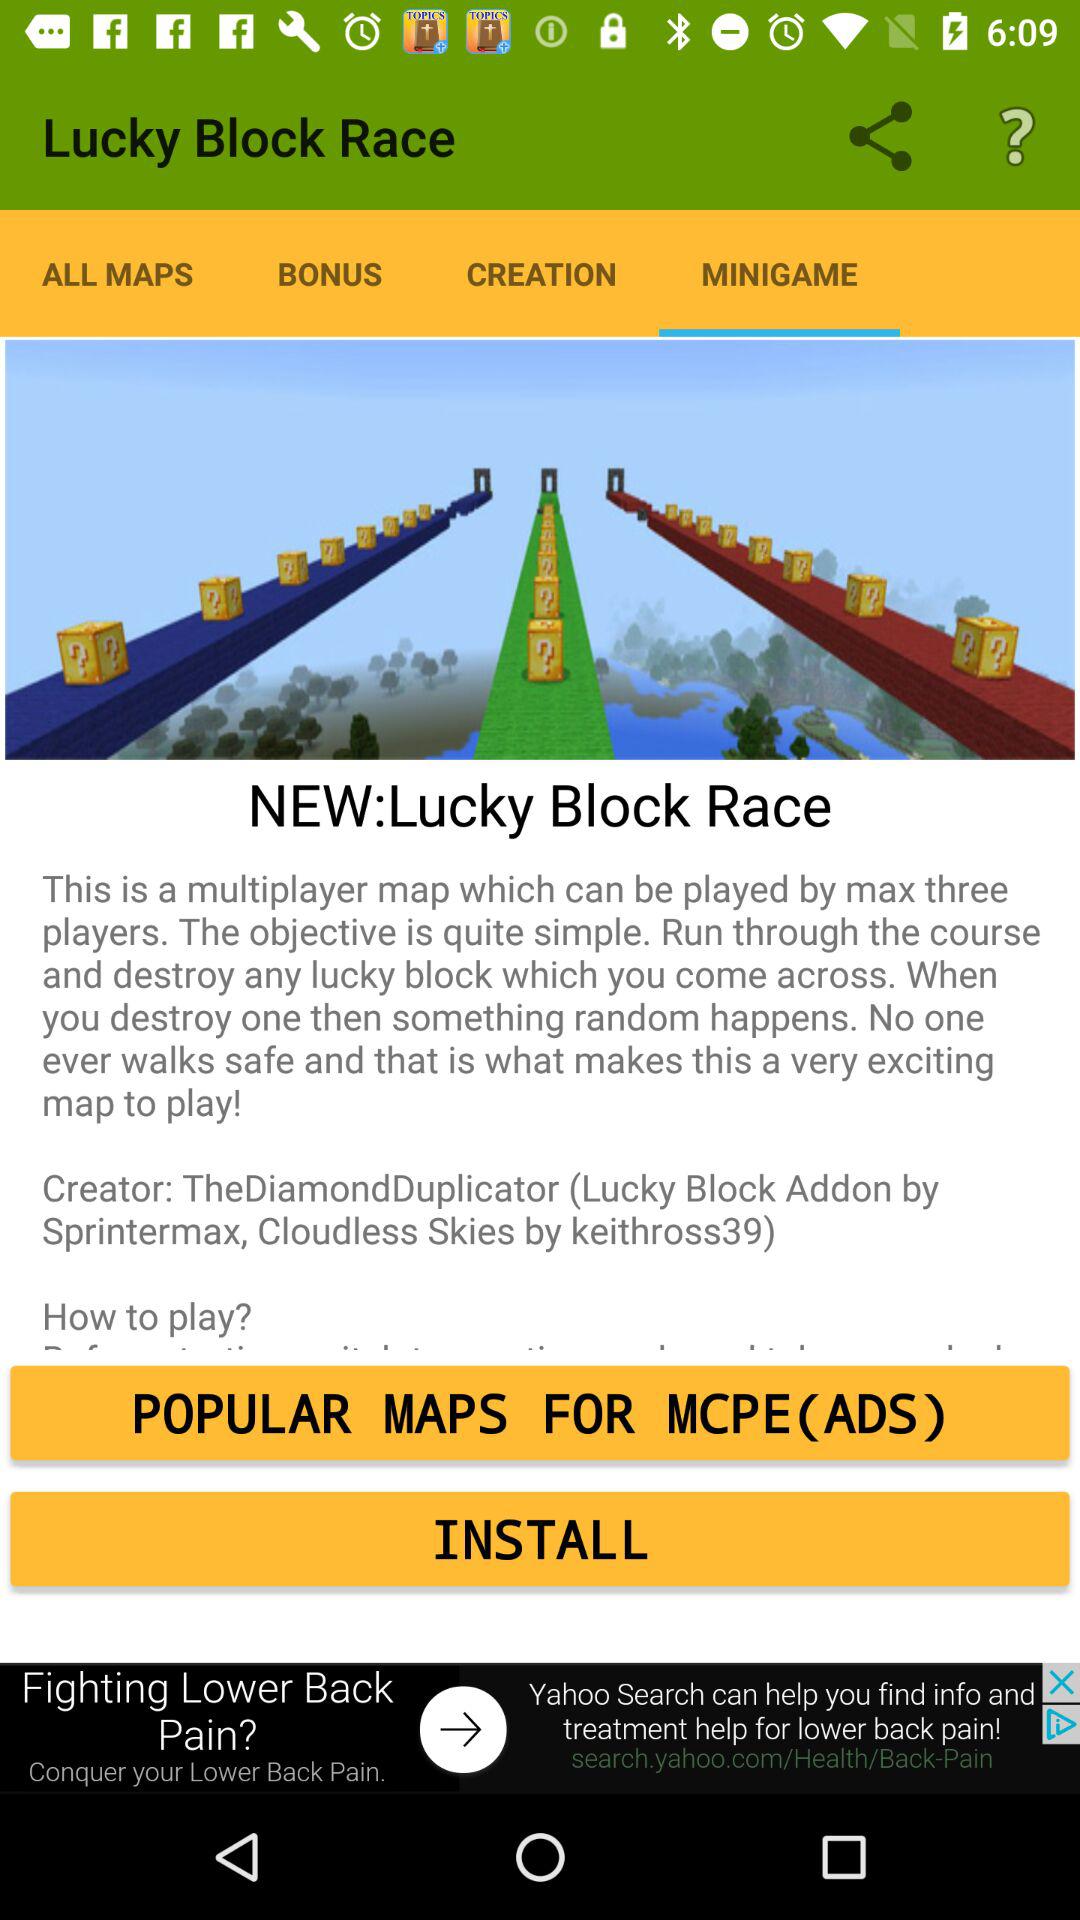 TOPICS TOPICS 6:09
Lucky Block Race ?
ALL MAPS BONUS CREATION MINIGAME
NEW:Lucky Block Race
This is a multiplayer map which can be played by max three
players. The objective is quite simple. Run through the course
and destroy any lucky block which you come across. When
you destroy one then something random happens. No one
ever walks safe and that is what makes this a very exciting
map to play!
Creator: TheDiamondDuplicator (Lucky Block Addon by
Sprintermax, Cloudless Skies by keithross39)
How to play?
POPULAR MAPS FOR MCPE(ADS)
INSTALL
Fighting Lower Back
Pain?
Conquer your Lower Back Pain.
Yahoo Search can help you find info and
treatment help for lower back pain!
search.yahoo.com/Health/Back-Pain